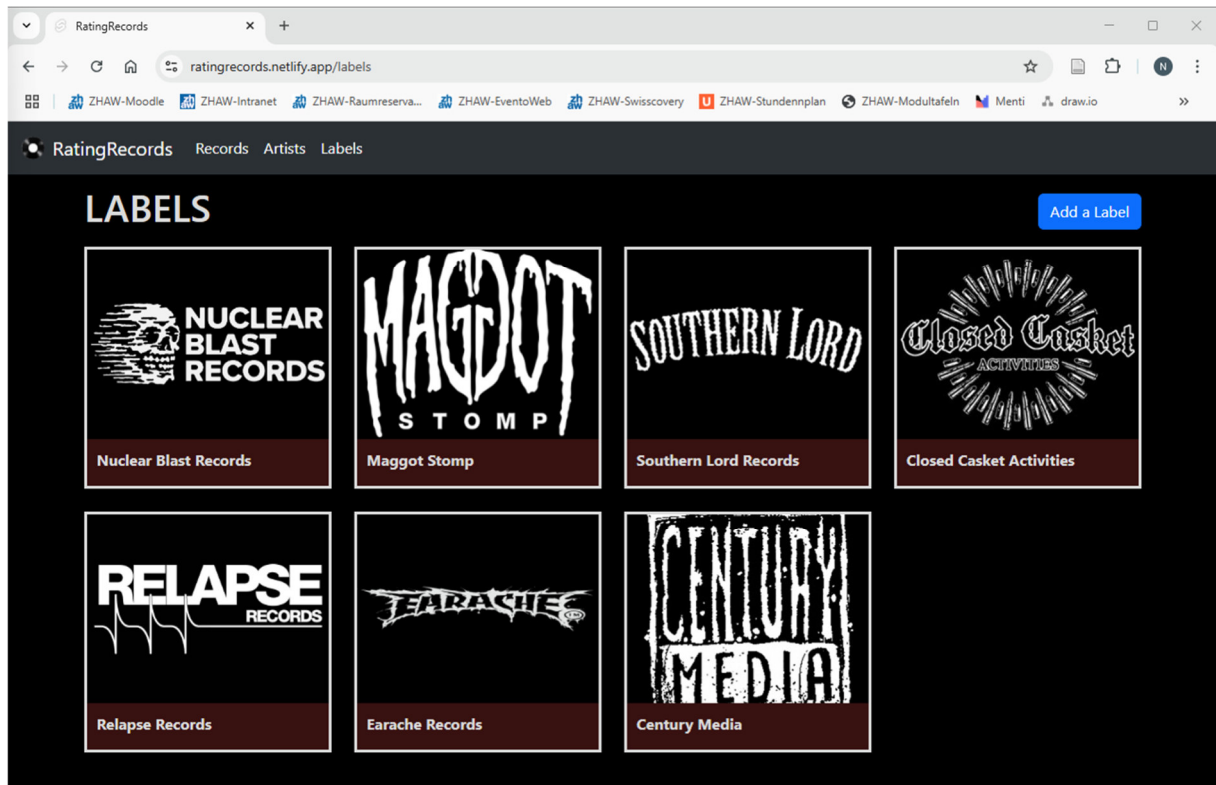 RatingRecords
ratingrecords.netlify.app/labels
ZHAW-Moodle ZHAW-Intranet ZHAW-Raumreserva... ZHAW-EventoWeb ZHAW-Swisscovery ZHAW-Stundennplan ZHAW-Modultafeln Menti draw.io »
RatingRecords Records Artists Labels
LABELS
Add a Label
NUCLEAR
BLAST
RECORDS
Nuclear Blast Records
MAGGOT
STOMP
Maggot Stomp
SOUTHERN LORD
Southern Lord Records
Closed Casket
ACTIVITIES
Closed Casket Activities
RELAPSE
RECORDS
Relapse Records
EARACHE
Earache Records
CENTURY
MEDIA
Century Media